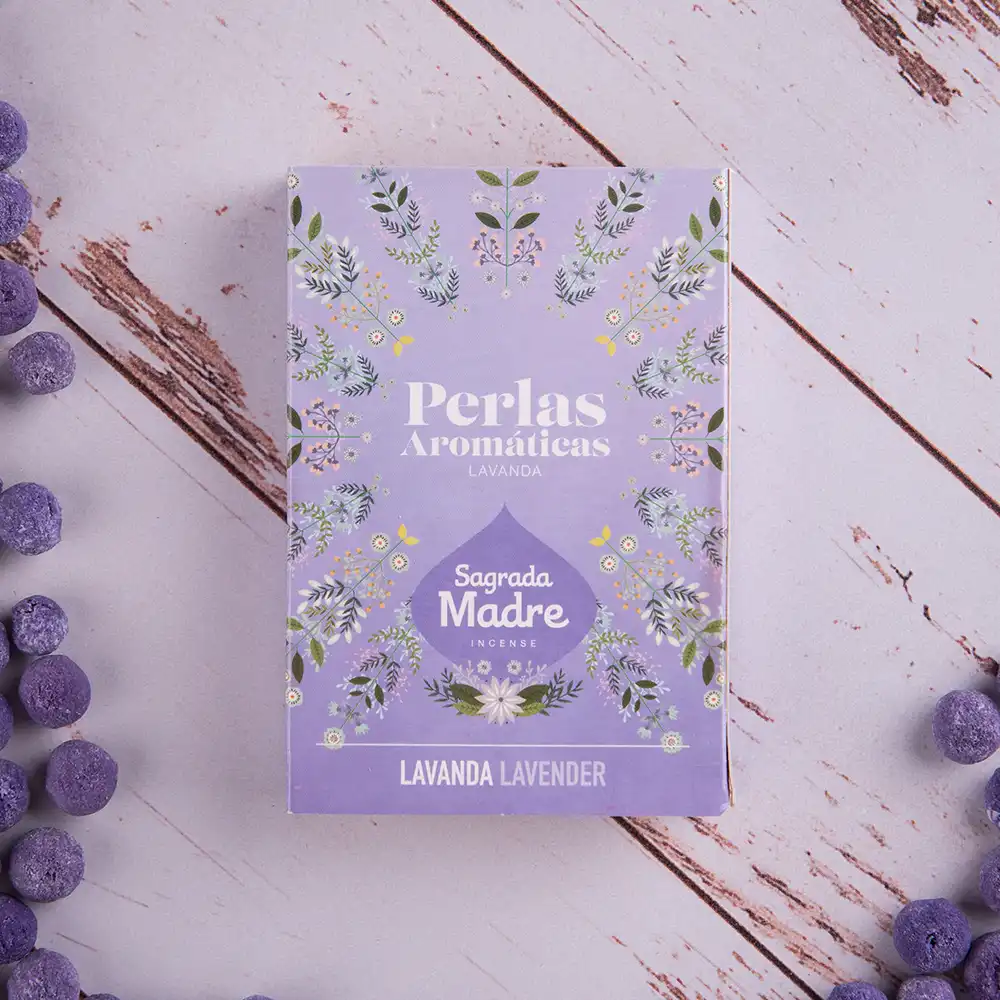 Perlas
Aromáticas
LAVANDA
Sagrada
Madre
INCENSE
LAVANDA LAVENDER